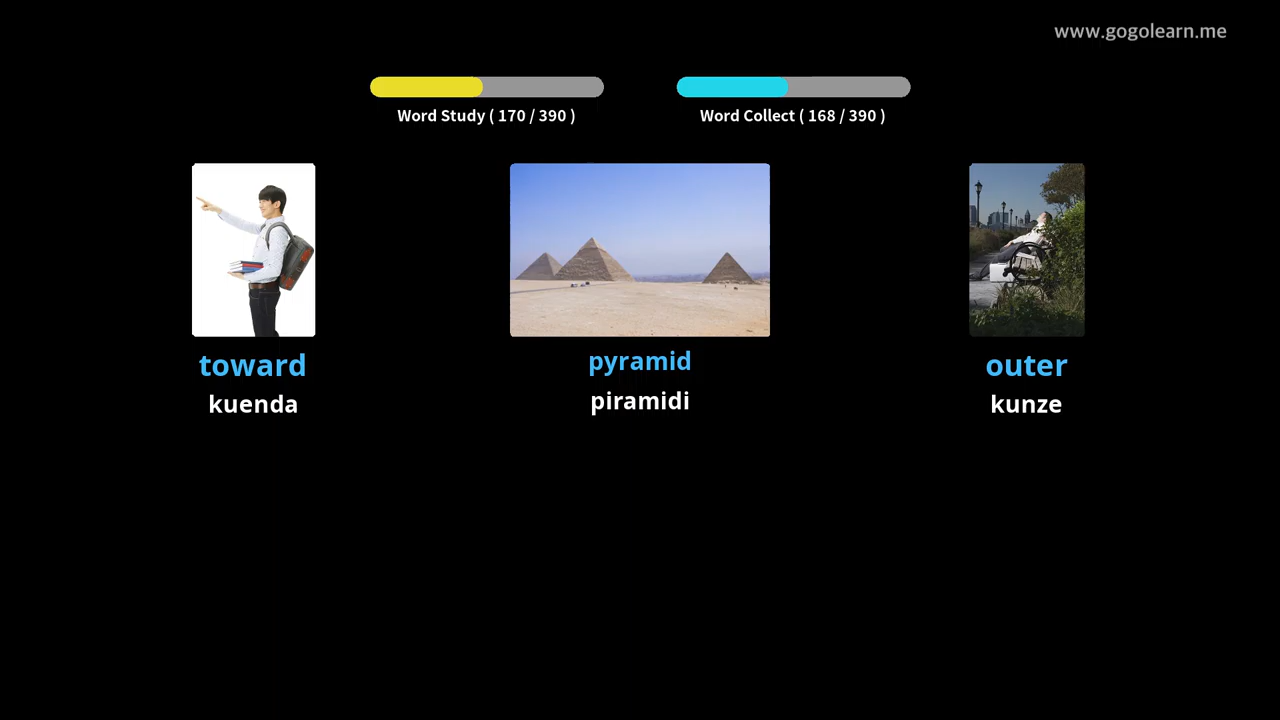 www.gogolearn.me
Word Study ( 170 / 390 )
Word Collect ( 168 / 390 )
toward
kuenda
pyramid
piramidi
outer
kunze